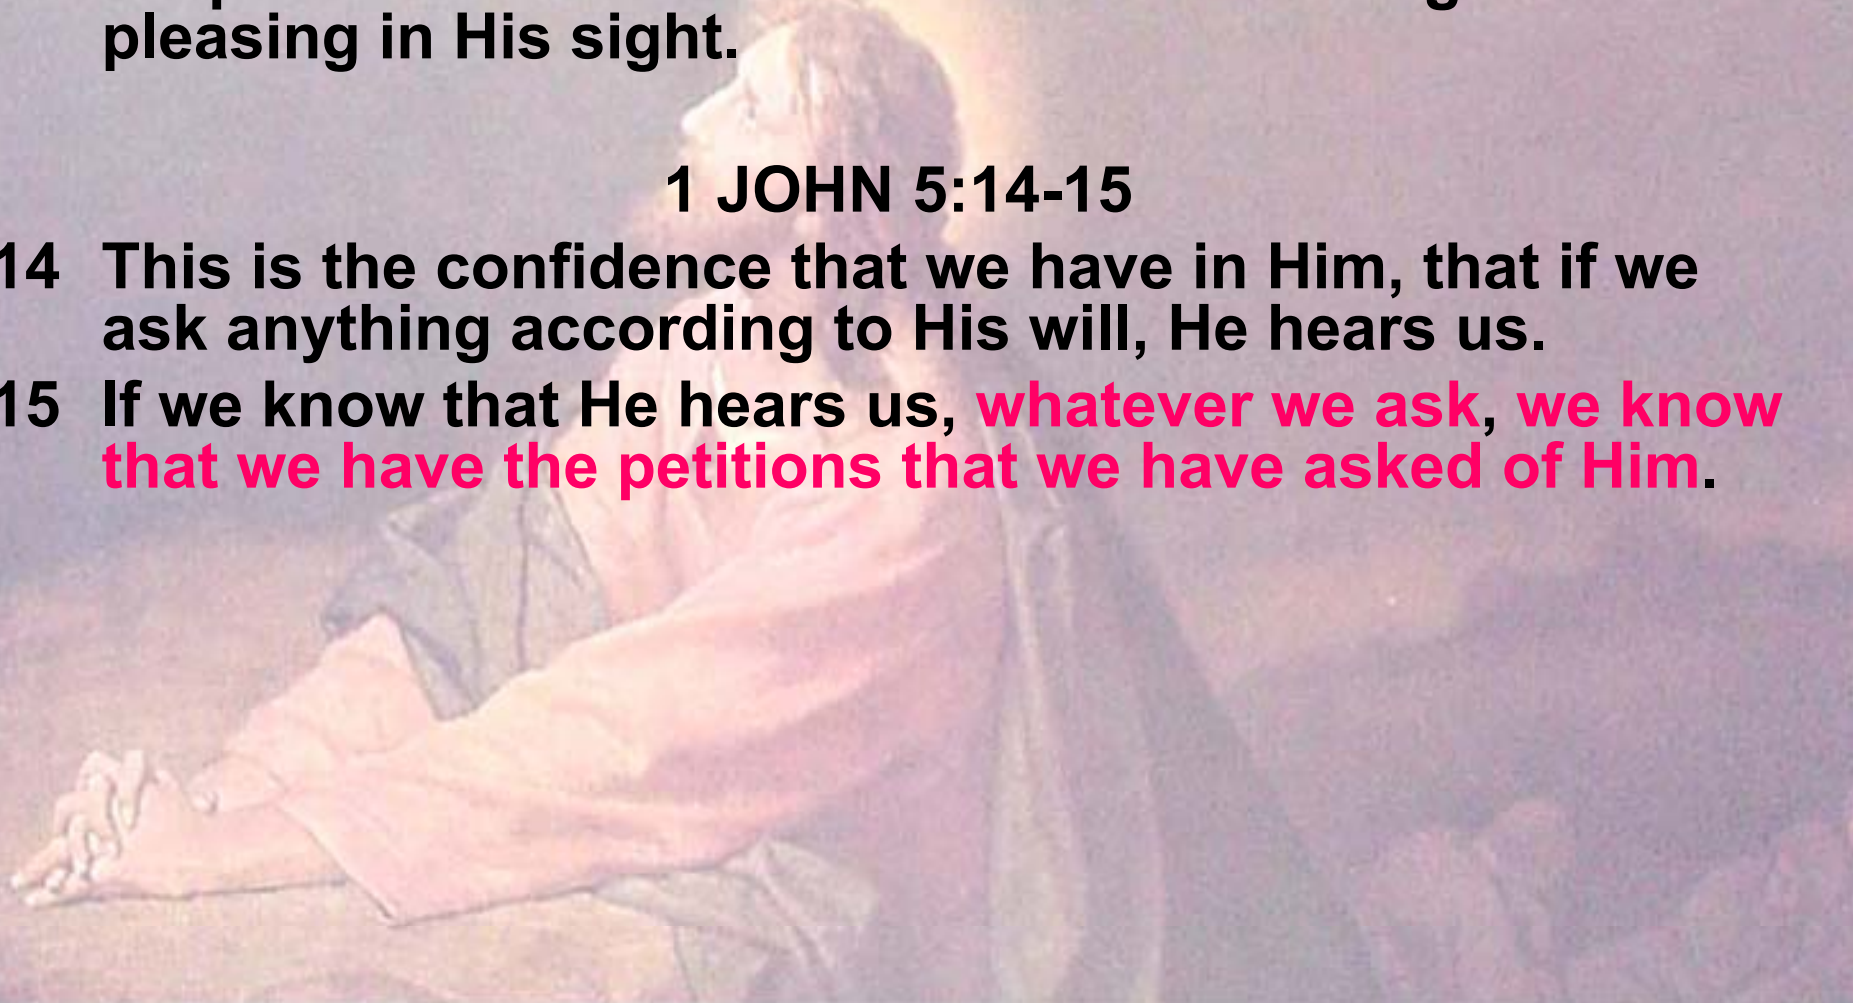 pleasing in His sight.
1 JOHN 5:14-15
14 This is the confidence that we have in Him, that if we
ask anything according to His will, He hears us.
15 If we know that He hears us, whatever we ask, we know
that we have the petitions that we have asked of Him.